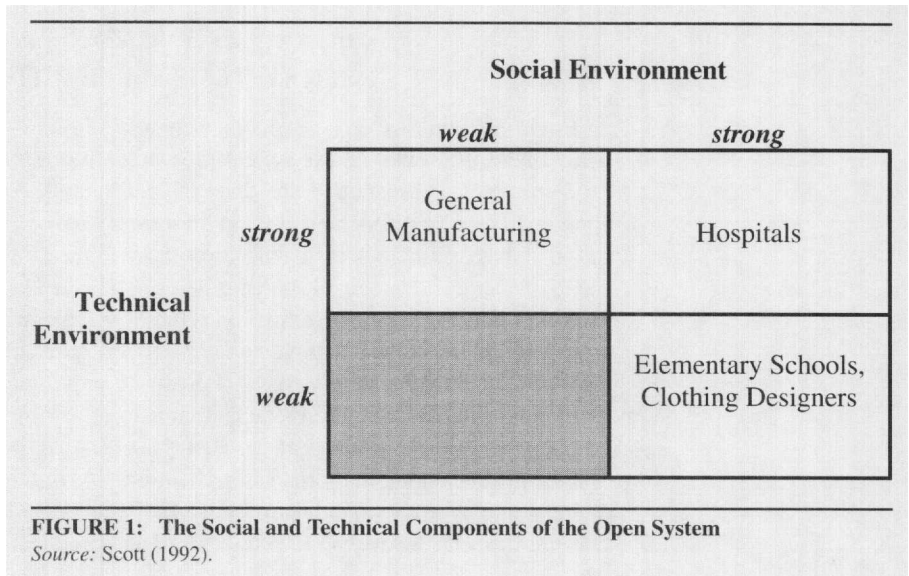 Social Environment
weak
strong
General
Manufacturing
strong
Hospitals
Technical
Environment
weak
Elementary Schools,
Clothing Designers
FIGURE 1: The Social and Technical Components of the Open System
Source: Scott (1992).